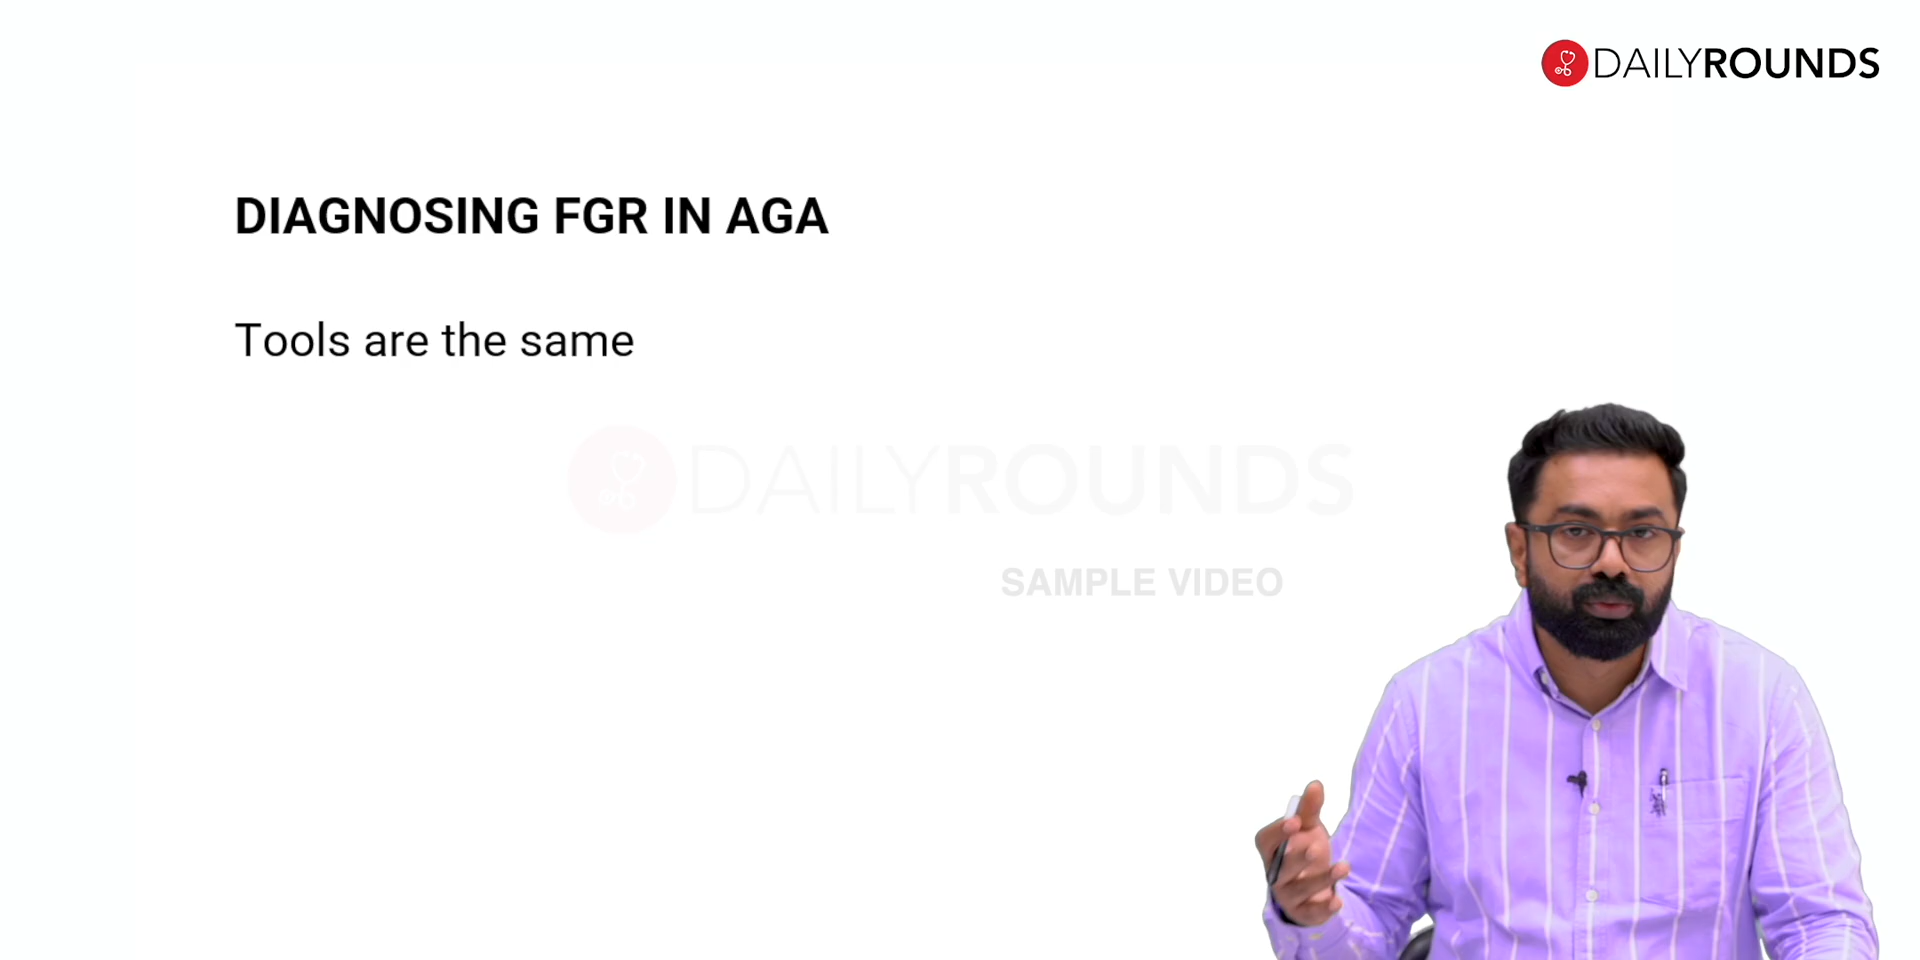 DAILYROUNDS
DIAGNOSING FGR IN AGA
Tools are the same
DAILYROUNDS
SAMPLE VIDEO